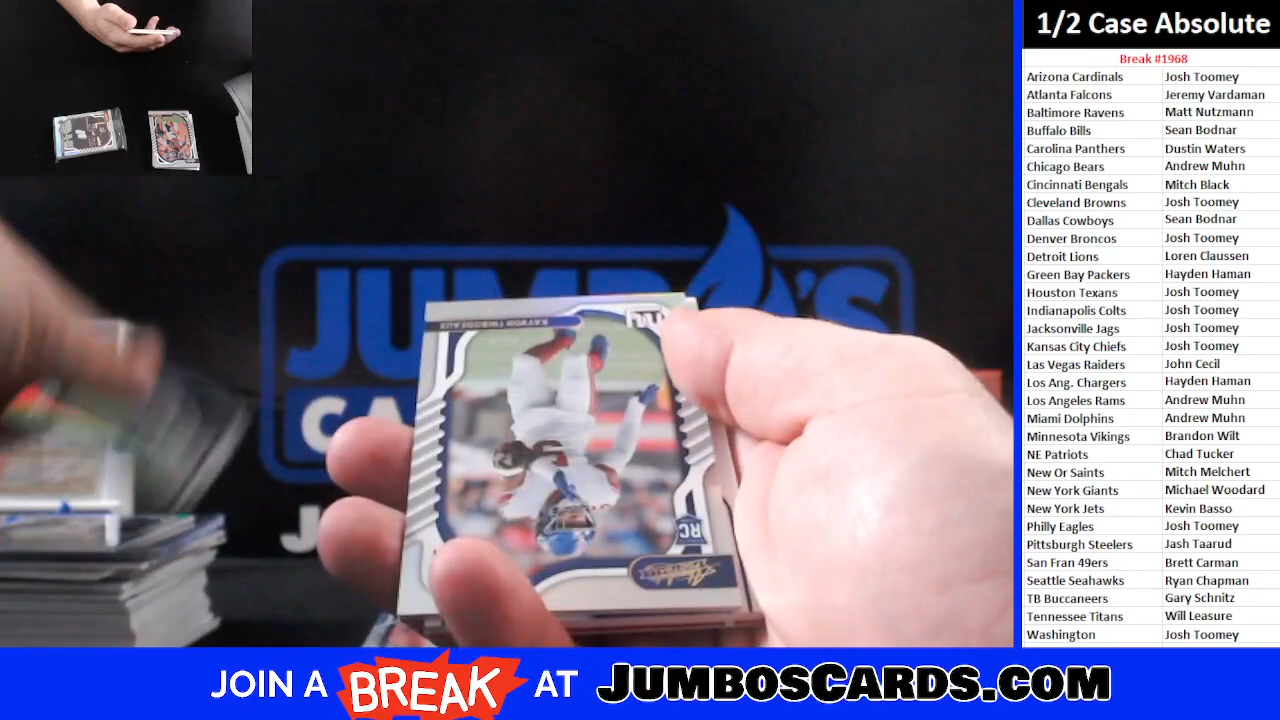 1/2 Case Absolute
Break #1968
Arizona Cardinals Josh Toomey
Atlanta Falcons Jeremy Vardaman
Baltimore Ravens Matt Nutzmann
Buffalo Bills Sean Bodnar
Carolina Panthers Dustin Waters
Chicago Bears Andrew Muhn
Cincinnati Bengals Mitch Black
Cleveland Browns Josh Toomey
Dallas Cowboys Sean Bodnar
Denver Broncos Josh Toomey
Detroit Lions Loren Claussen
Green Bay Packers Hayden Haman
Houston Texans Josh Toomey
Indianapolis Colts Josh Toomey
Jacksonville Jags Josh Toomey
Kansas City Chiefs Josh Toomey
Las Vegas Raiders John Cecil
Los Ang. Chargers Hayden Haman
Los Angeles Rams Andrew Muhn
Miami Dolphins Andrew Muhn
Minnesota Vikings Brandon Wilt
NE Patriots Chad Tucker
New Or Saints Mitch Melchert
New York Giants Michael Woodard
New York Jets Kevin Basso
Philly Eagles Josh Toomey
Pittsburgh Steelers Jash Taarud
San Fran 49ers Brett Carman
Seattle Seahawks Ryan Chapman
TB Buccaneers Gary Schnitz
Tennessee Titans Will Leasure
Washington Josh Toomey
KAYVON THIBODEAUX
RC
Absolute
FOOTBALL
JOIN A BREAK AT JUMBOSCARDS.COM